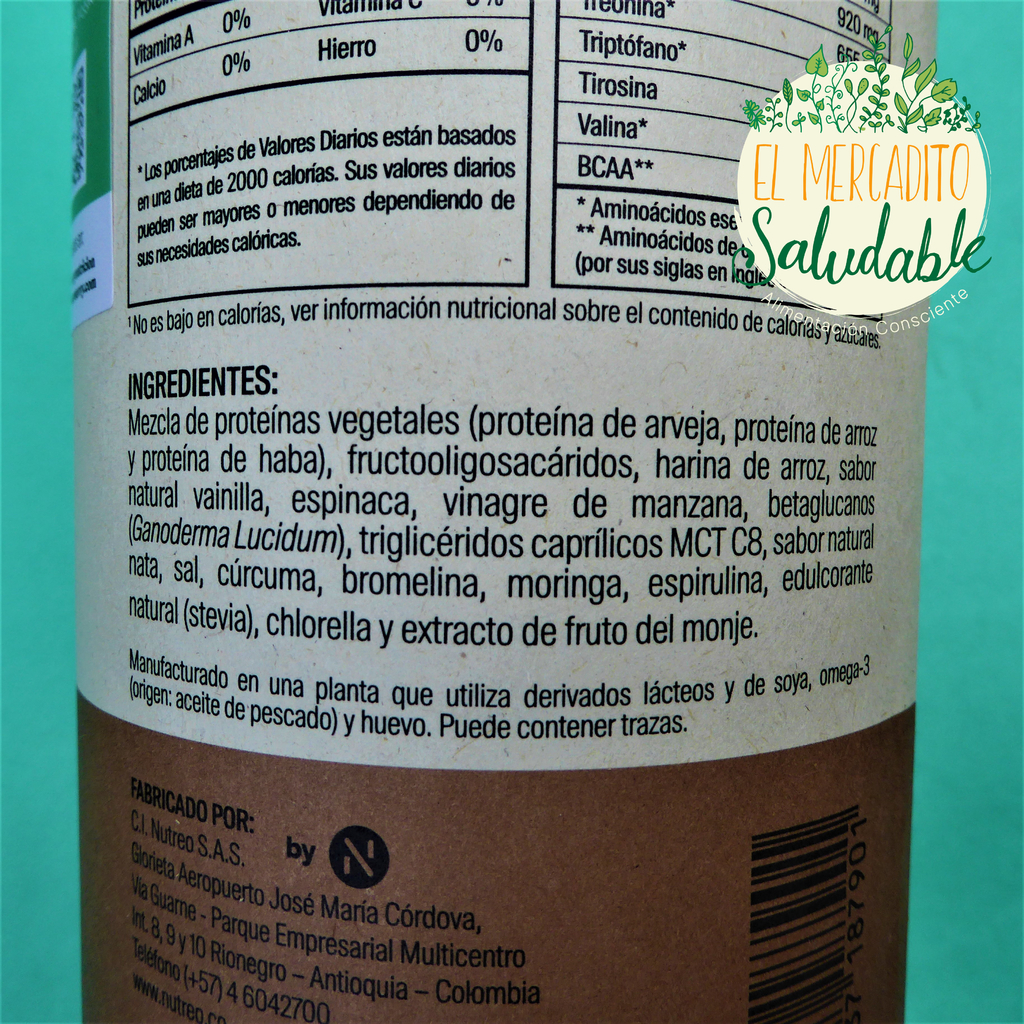 Vitamina A 0% Hierro 0%
Calcio 0%
* Los porcentajes de Valores Diarios están basados
en una dieta de 2000 calorías. Sus valores diarios
pueden ser mayores o menores dependiendo de
sus necesidades calóricas.
Treonina*
920 mg
Triptófano*
Tirosina
Valina*
BCAA**
* Aminoácidos
** Aminoácidos de
(por sus siglas en
EL MERCADITO
Saludable
Alimentación Consciente
¹No es bajo en calorías, ver información nutricional sobre el contenido de calorías y azúcares.
INGREDIENTES:
Mezcla de proteínas vegetales (proteína de arveja, proteína de arroz
y proteína de haba), fructooligosacáridos, harina de arroz, sabor
natural vainilla, espinaca, vinagre de manzana, betaglucanos
(Ganoderma Lucidum), triglicéridos caprílicos MCT C8, sabor natural
nata, sal, cúrcuma, bromelina, moringa, espirulina, edulcorante
natural (stevia), chlorella y extracto de fruto del monje.
Manufacturado en una planta que utiliza derivados lácteos y de soya, omega-3
(origen: aceite de pescado) y huevo. Puede contener trazas.
FABRICADO POR:
C.I. Nutreo S.A.S.
by N
Glorieta Aeropuerto José María Córdova,
Vía Guarne - Parque Empresarial Multicentro
Int. 8, 9 y 10 Rionegro – Antioquia – Colombia
Teléfono (+57) 4 6042700
www.nutreo.co
187901